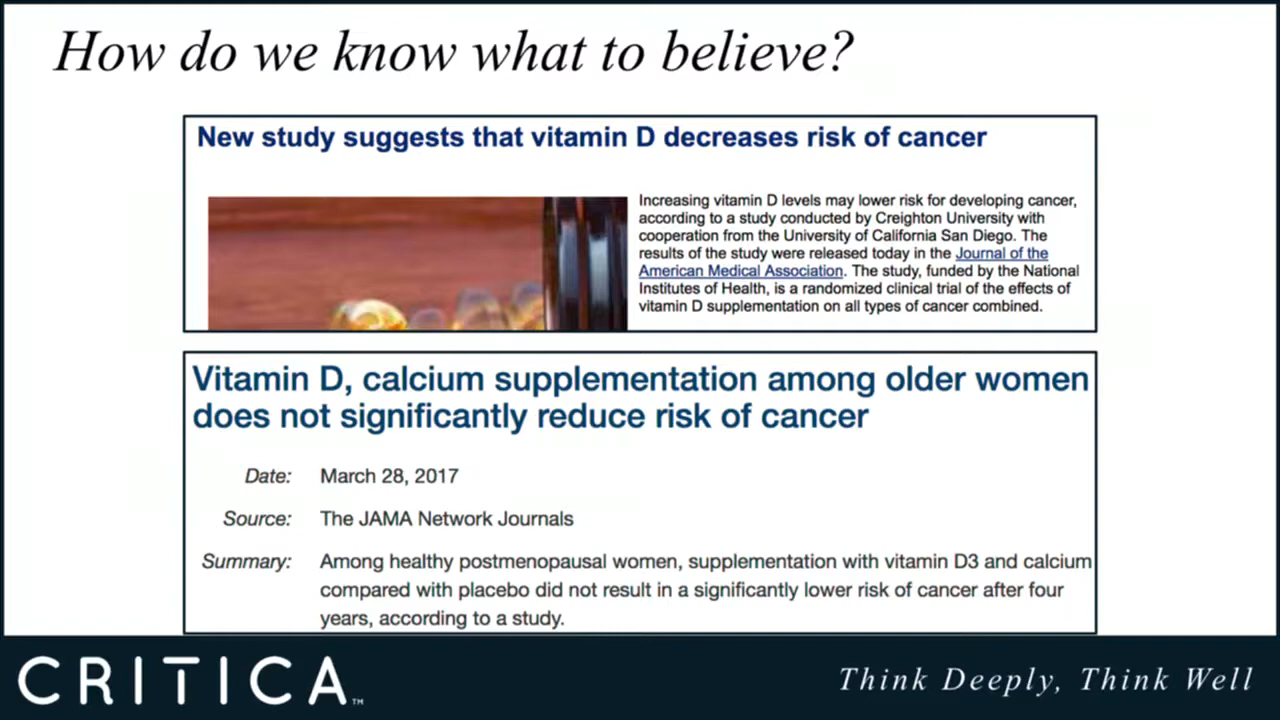 How do we know what to believe?
New study suggests that vitamin D decreases risk of cancer
Increasing vitamin D levels may lower risk for developing cancer,
according to a study conducted by Creighton University with
cooperation from the University of California San Diego. The
results of the study were released today in the Journal of the
American Medical Association. The study, funded by the National
Institutes of Health, is a randomized clinical trial of the effects of
vitamin D supplementation on all types of cancer combined.
Vitamin D, calcium supplementation among older women
does not significantly reduce risk of cancer
Date: March 28, 2017
Source: The JAMA Network Journals
Summary: Among healthy postmenopausal women, supplementation with vitamin D3 and calcium
compared with placebo did not result in a significantly lower risk of cancer after four
years, according to a study.
CRITICA™
Think Deeply, Think Well